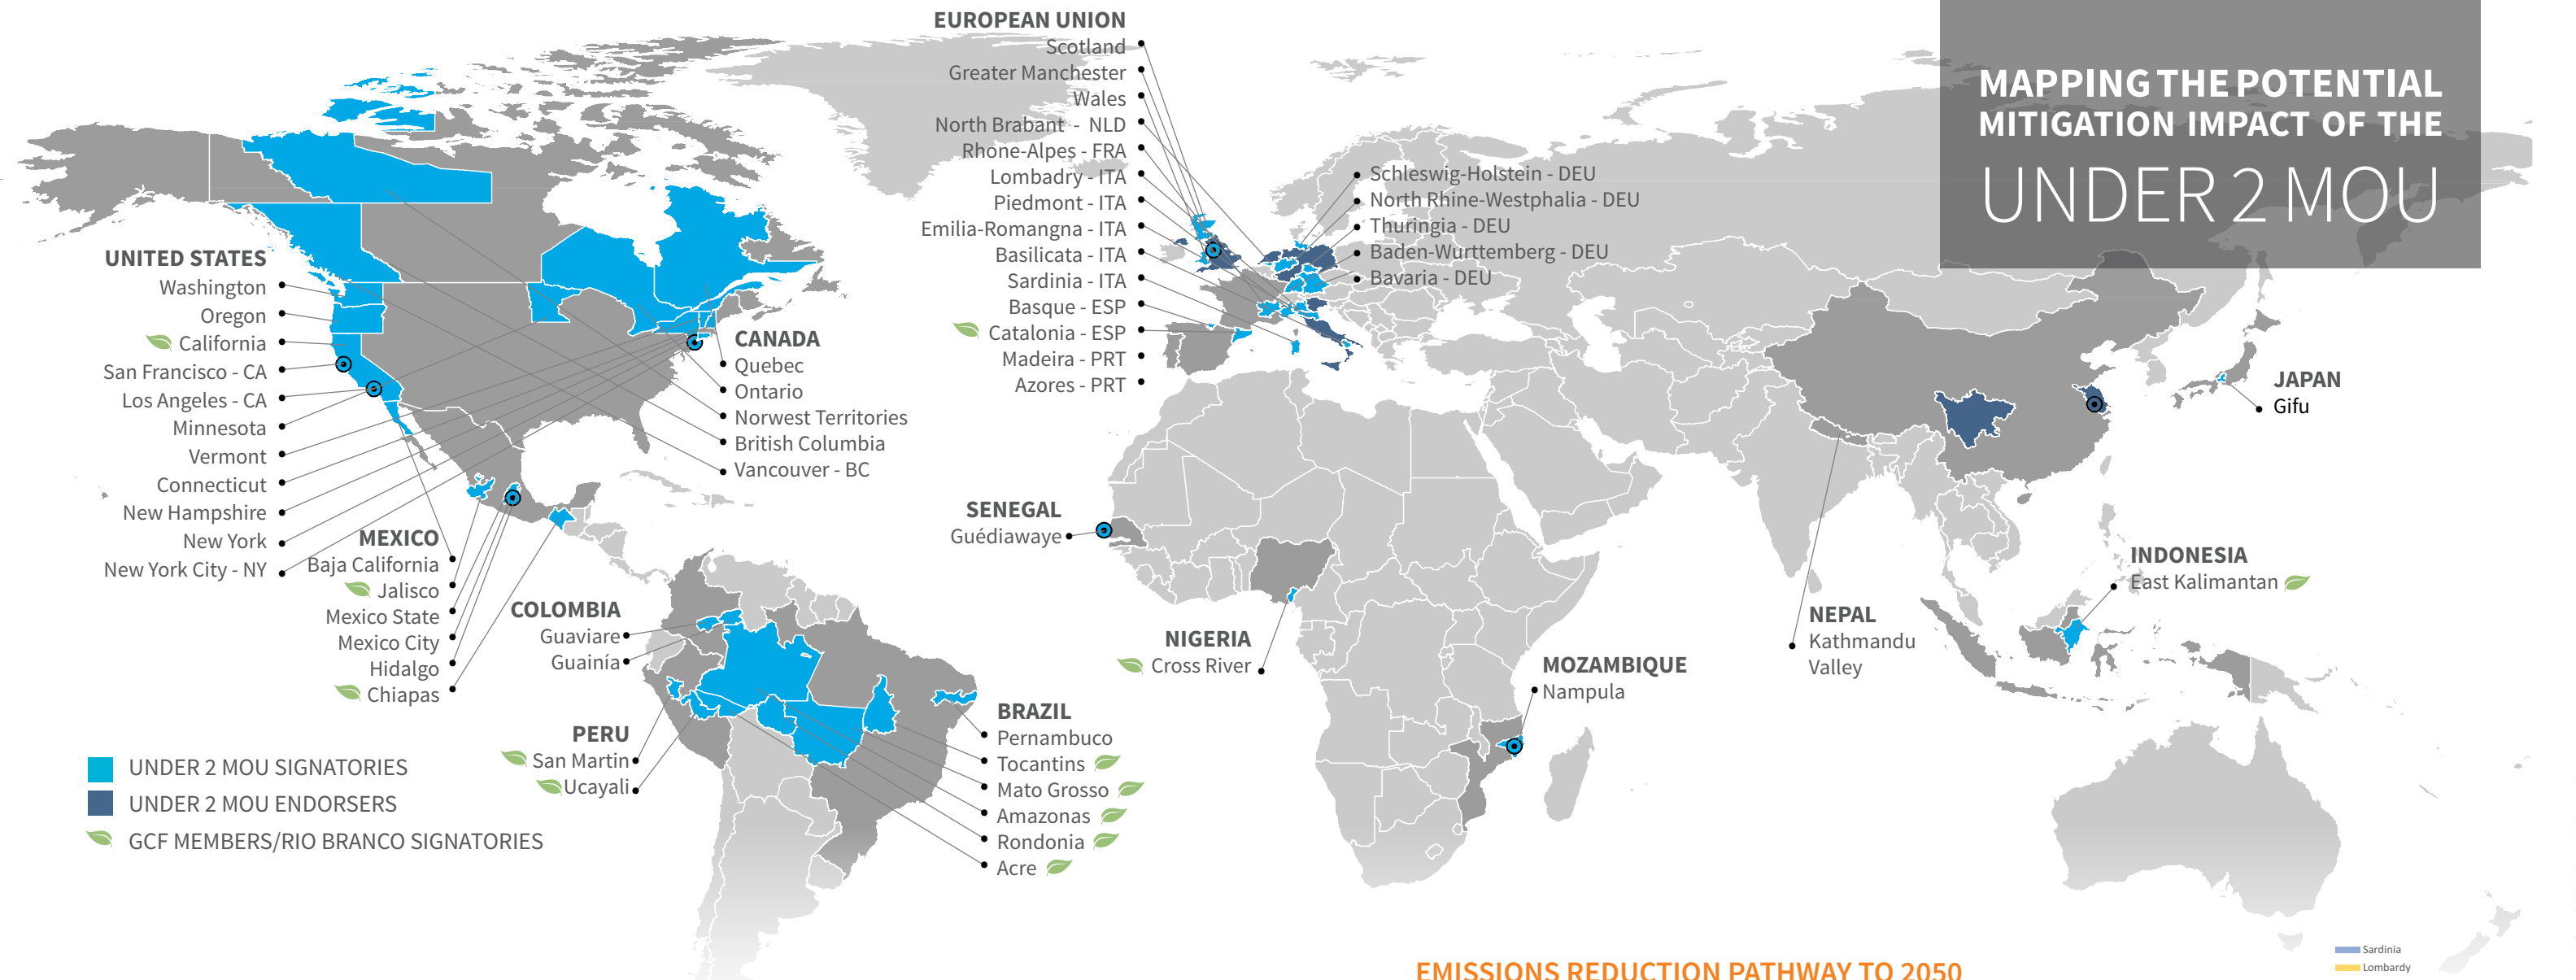 MAPPING THE POTENTIAL
MITIGATION IMPACT OF THE
UNDER 2 MOU
UNITED STATES
Washington
Oregon
California
San Francisco - CA
Los Angeles - CA
Minnesota
Vermont
Connecticut
New Hampshire
New York
New York City - NY
CANADA
Quebec
Ontario
Norwest Territories
British Columbia
Vancouver - BC
MEXICO
Baja California
Jalisco
Mexico State
Mexico City
Hidalgo
Chiapas
COLOMBIA
Guaviare
Guainía
PERU
San Martin
Ucayali
BRAZIL
Pernambuco
Tocantins
Mato Grosso
Amazonas
Rondonia
Acre
EUROPEAN UNION
Scotland
Greater Manchester
Wales
North Brabant - NLD
Rhone-Alpes - FRA
Lombadry - ITA
Piedmont - ITA
Emilia-Romangna - ITA
Basilicata - ITA
Sardinia - ITA
Basque - ESP
Catalonia - ESP
Madeira - PRT
Azores - PRT
Schleswig-Holstein - DEU
North Rhine-Westphalia - DEU
Thuringia - DEU
Baden-Wurttemberg - DEU
Bavaria - DEU
SENEGAL
Guédiawaye
NIGERIA
Cross River
MOZAMBIQUE
Nampula
NEPAL
Kathmandu
Valley
INDONESIA
East Kalimantan
JAPAN
Gifu
UNDER 2 MOU SIGNATORIES
UNDER 2 MOU ENDORSERS
GCF MEMBERS/RIO BRANCO SIGNATORIES
EMISSIONS REDUCTION PATHWAY TO 2050
Sardinia
Lombardy